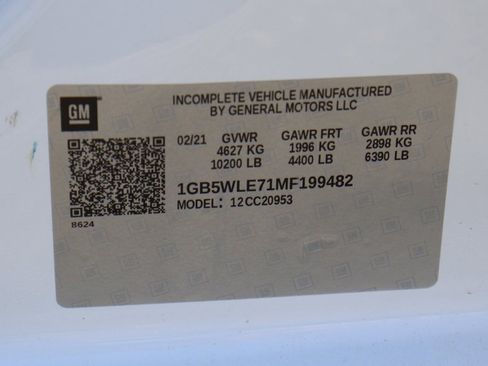 GM
INCOMPLETE VEHICLE MANUFACTURED
BY GENERAL MOTORS LLC
02/21 GVWR GAWR FRT GAWR RR
4627 KG 1996 KG 2898 KG
10200 LB 4400 LB 6390 LB
1GB5WLE71MF199482
MODEL: 12CC20953
8624